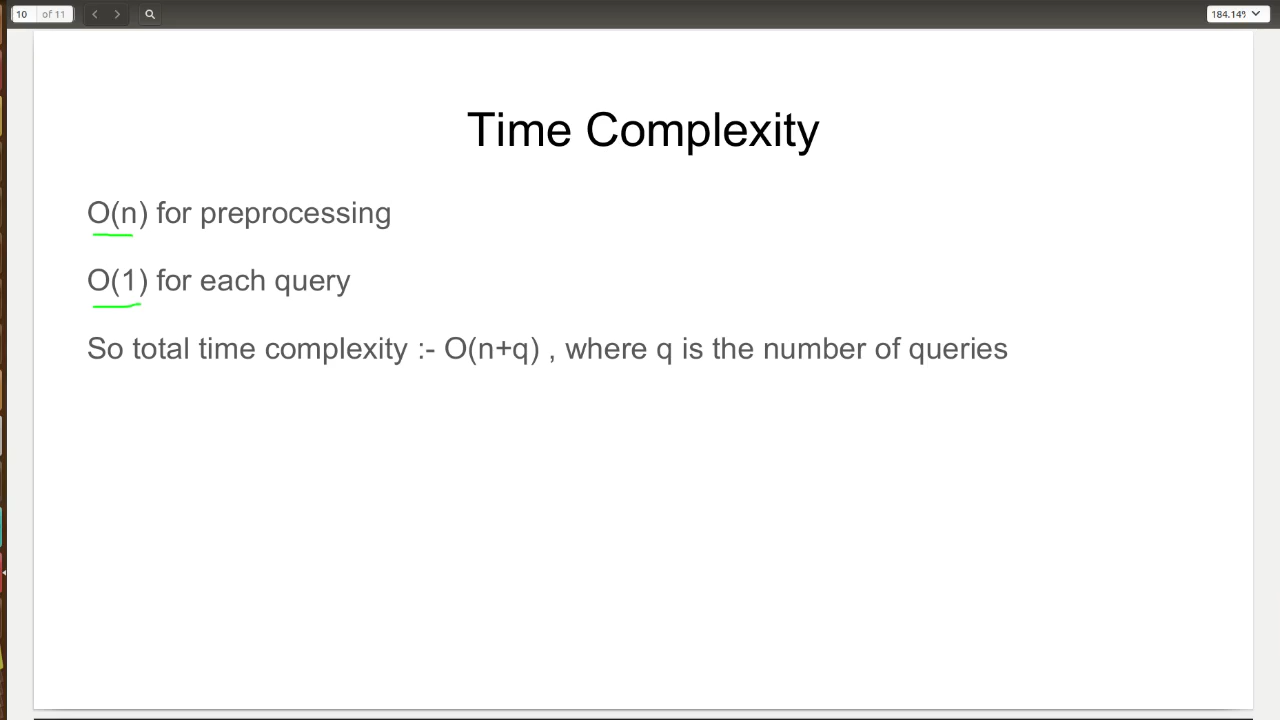 10 of 11
184.14%
Time Complexity
O(n) for preprocessing
O(1) for each query
So total time complexity :- O(n+q) , where q is the number of queries